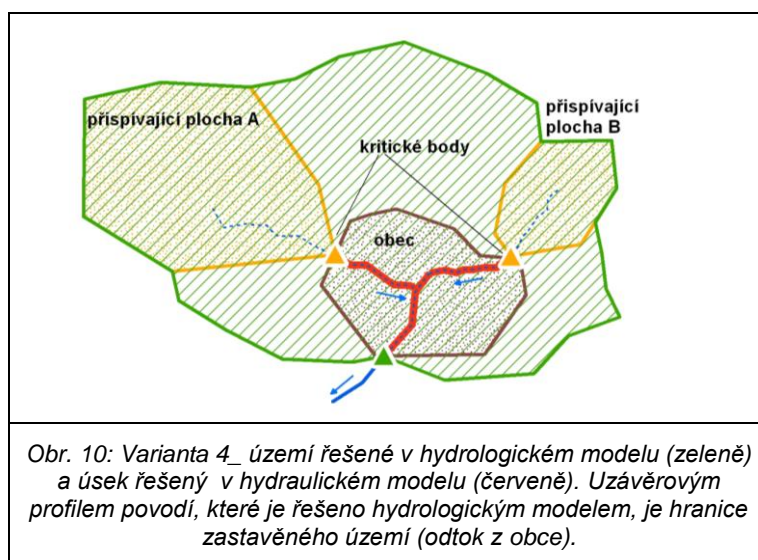 přispívající plocha A
přispívající
plocha B
kritické body
obec
Obr. 10: Varianta 4_ území řešené v hydrologickém modelu (zeleně)
a úsek řešený v hydraulickém modelu (červeně). Uzávěrovým
profilem povodí, které je řešeno hydrologickým modelem, je hranice
zastavěného území (odtok z obce).